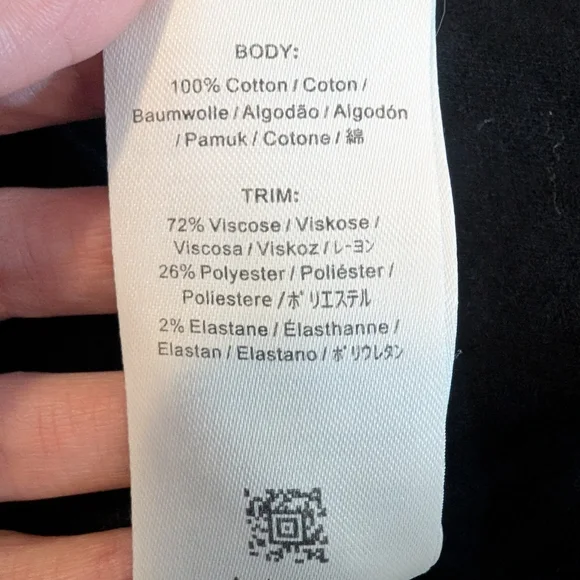 BODY:
100% Cotton / Coton /
Baumwolle / Algodão / Algodón
/ Pamuk / Cotone / 綿
TRIM:
72% Viscose / Viskose /
Viscosa / Viskoz / ﾚｰﾖﾝ
26% Polyester / Poliéster /
Poliestere / ﾎﾟﾘｴｽﾃﾙ
2% Elastane / Élasthanne /
Elastan / Elastano / ﾎﾟﾘｳﾚﾀﾝ